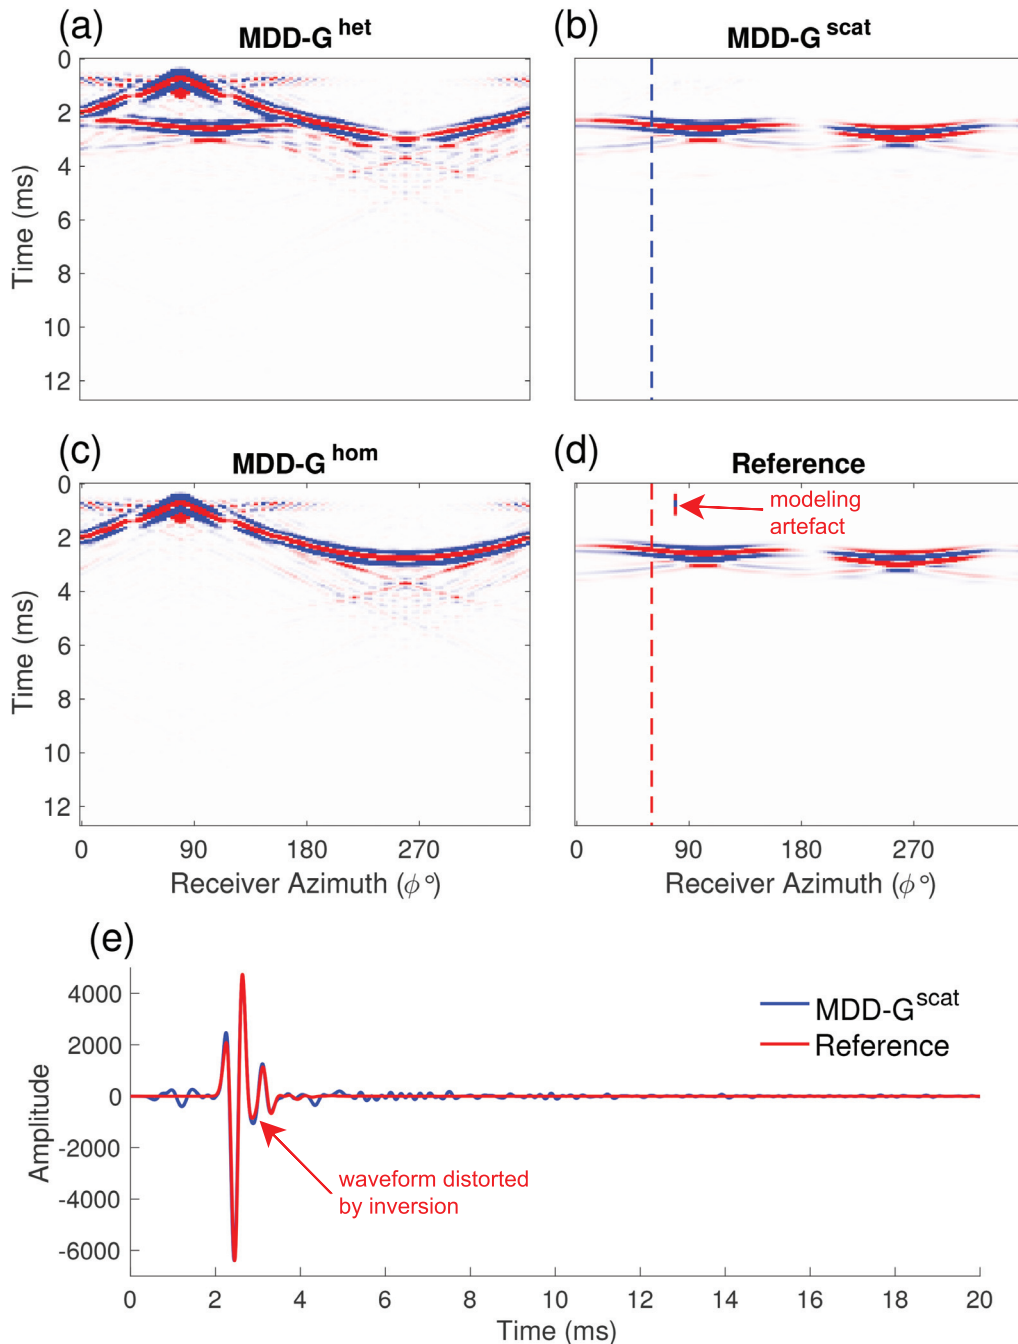 (a)
MDD-G het
(b)
MDD-G scat
0
2
4
6
8
10
12
Time (ms)
(c)
MDD-G hom
(d)
Reference
modeling
artefact
0
2
4
6
8
10
12
Time (ms)
0 90 180 270
0 90 180 270
Receiver Azimuth (ϕ°)
Receiver Azimuth (ϕ°)
(e)
4000
2000
0
-2000
-4000
-6000
Amplitude
MDD-G scat
Reference
waveform distorted
by inversion
0 2 4 6 8 10 12 14 16 18 20
Time (ms)